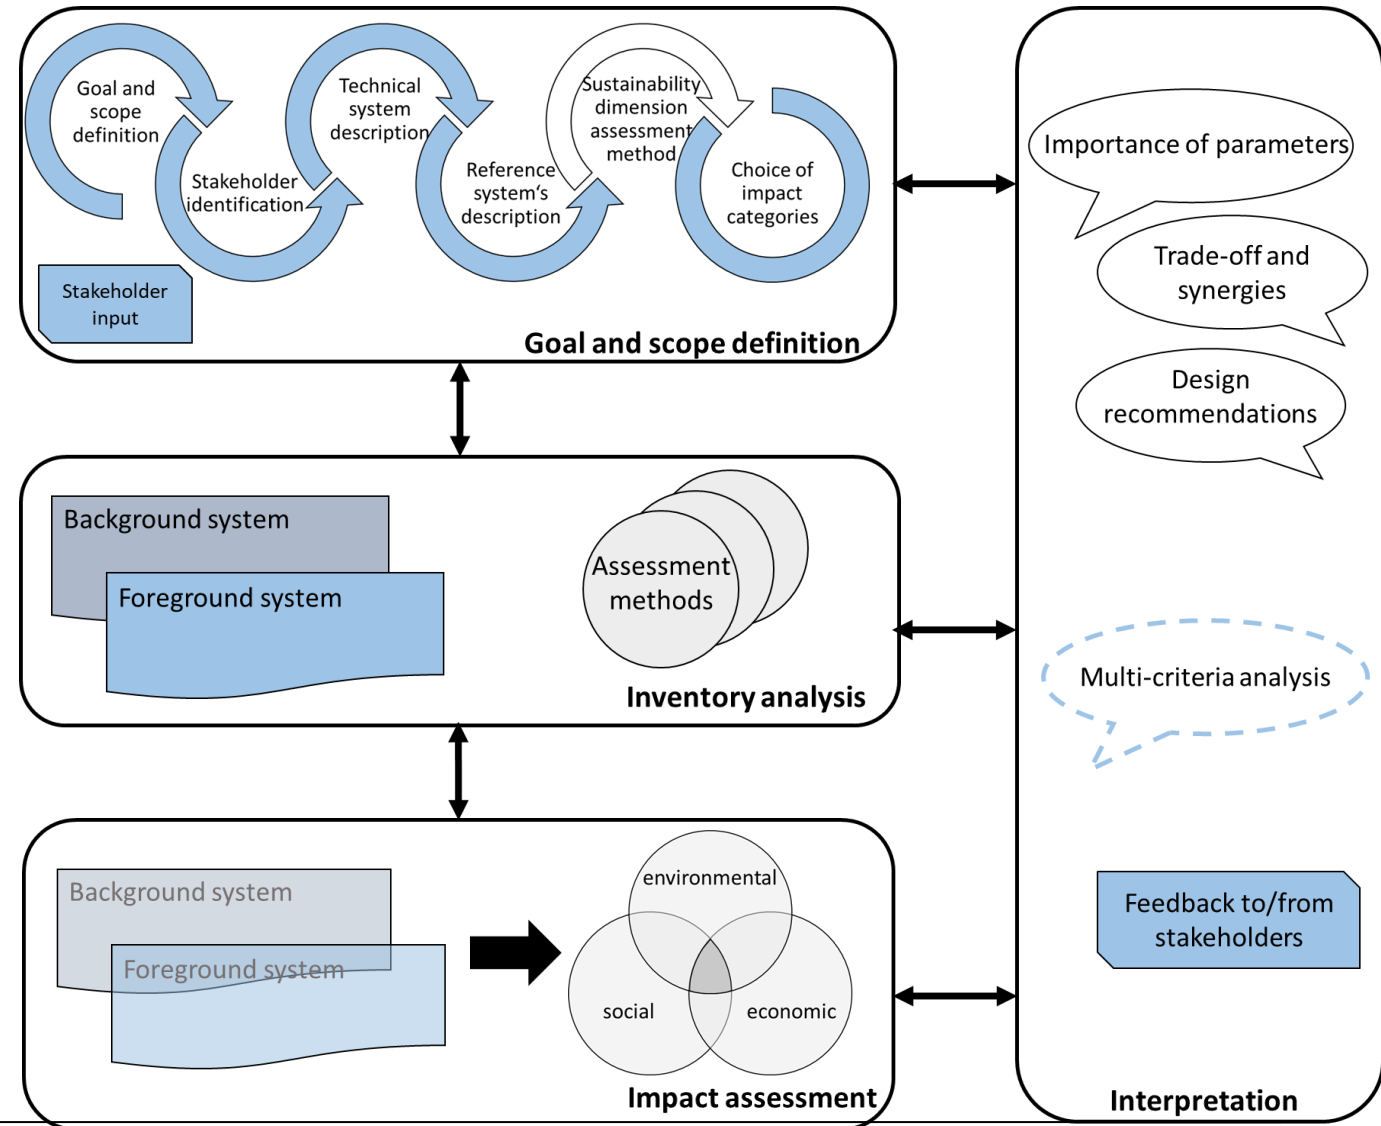 Goal and
scope
definition
Stakeholder
identification
Technical
system
description
Reference
system‘s
description
Sustainability
dimension
assessment
method
Choice of
impact
categories
Stakeholder
input
Goal and scope definition
Background system
Foreground system
Assessment
methods
Inventory analysis
Background system
Foreground system
environmental
social
economic
Impact assessment
Importance of parameters
Trade-off and
synergies
Design
recommendations
Multi-criteria analysis
Feedback to/from
stakeholders
Interpretation